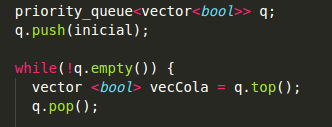 priority_queue<vector<bool>> q;
q.push(inicial);
while(!q.empty()) {
vector <bool> vecCola = q.top();
q.pop();